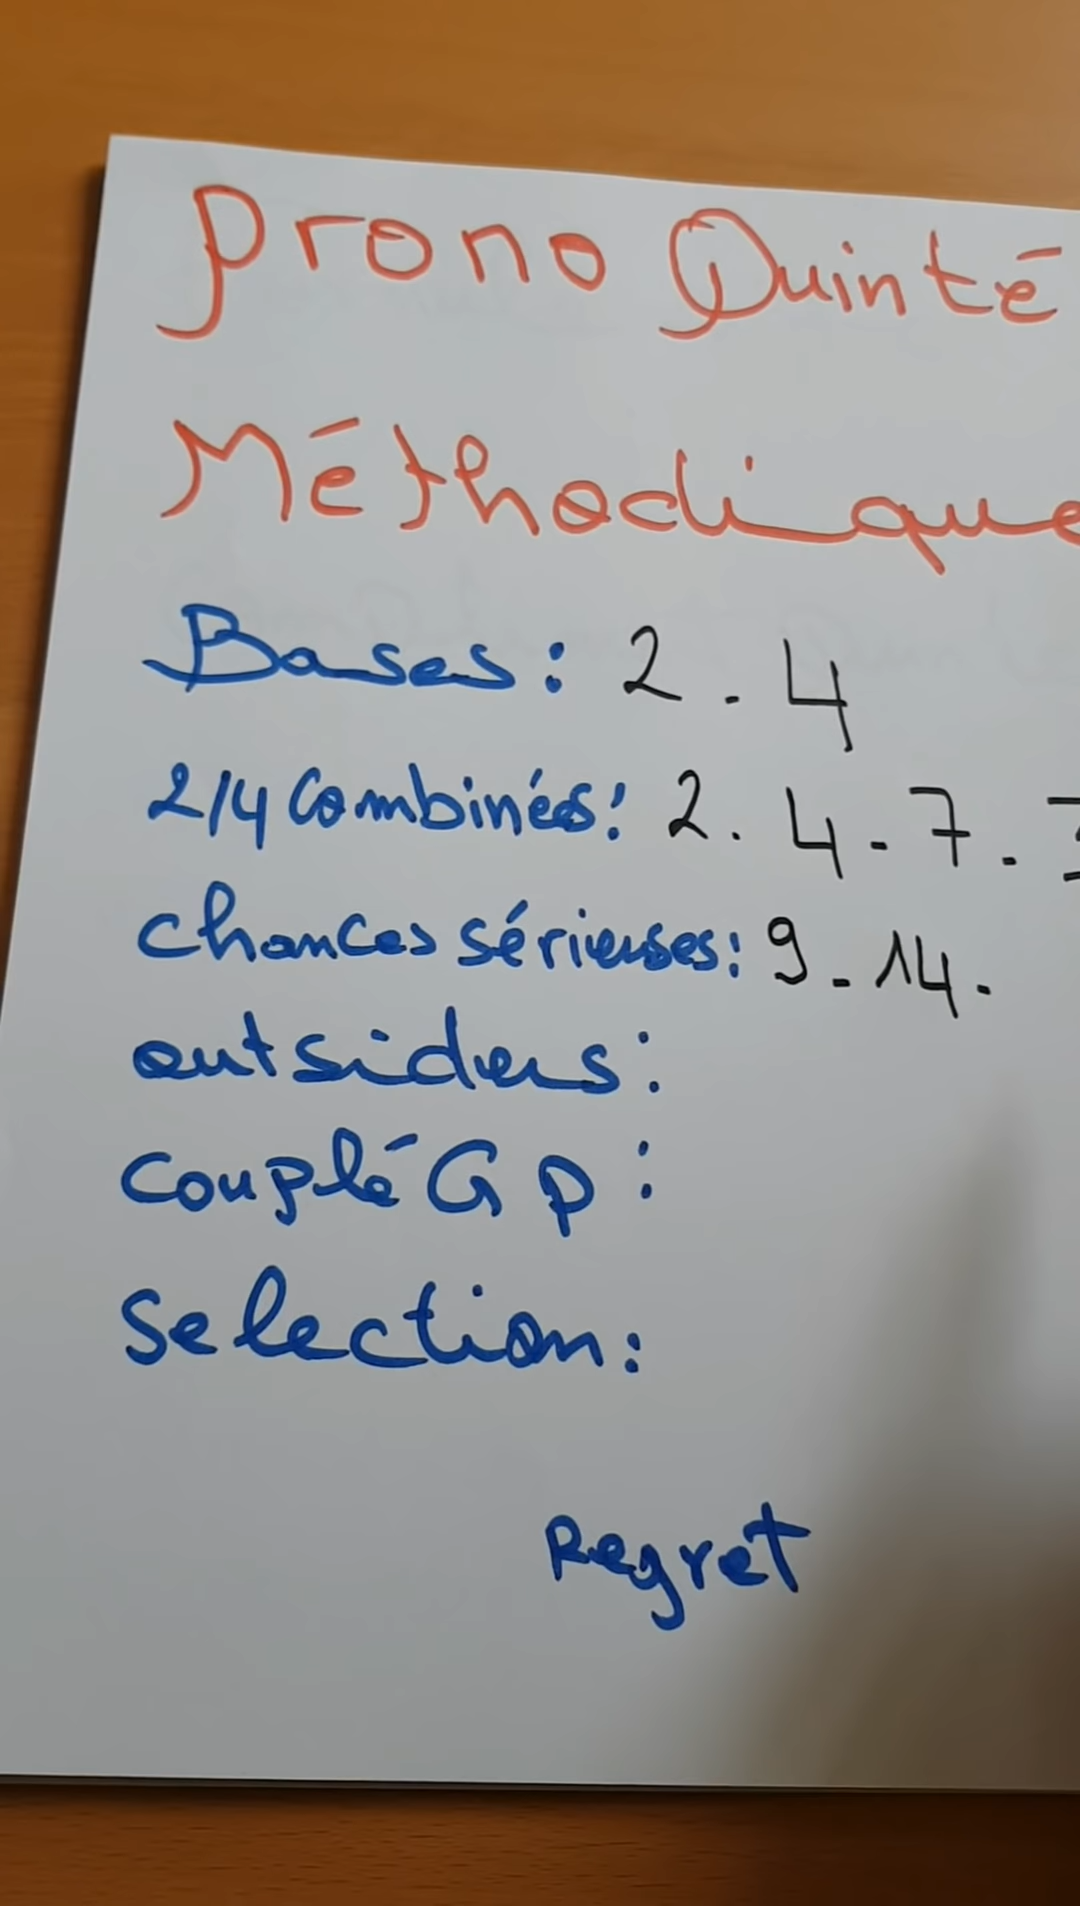 Prono Quinté
Méthodique
Bases: 2. 4
2/4 Combinées: 2. 4. 7.
Chances sérieuses: 9. 14.
outsiders:
Couplé G P:
Selection:
Regret